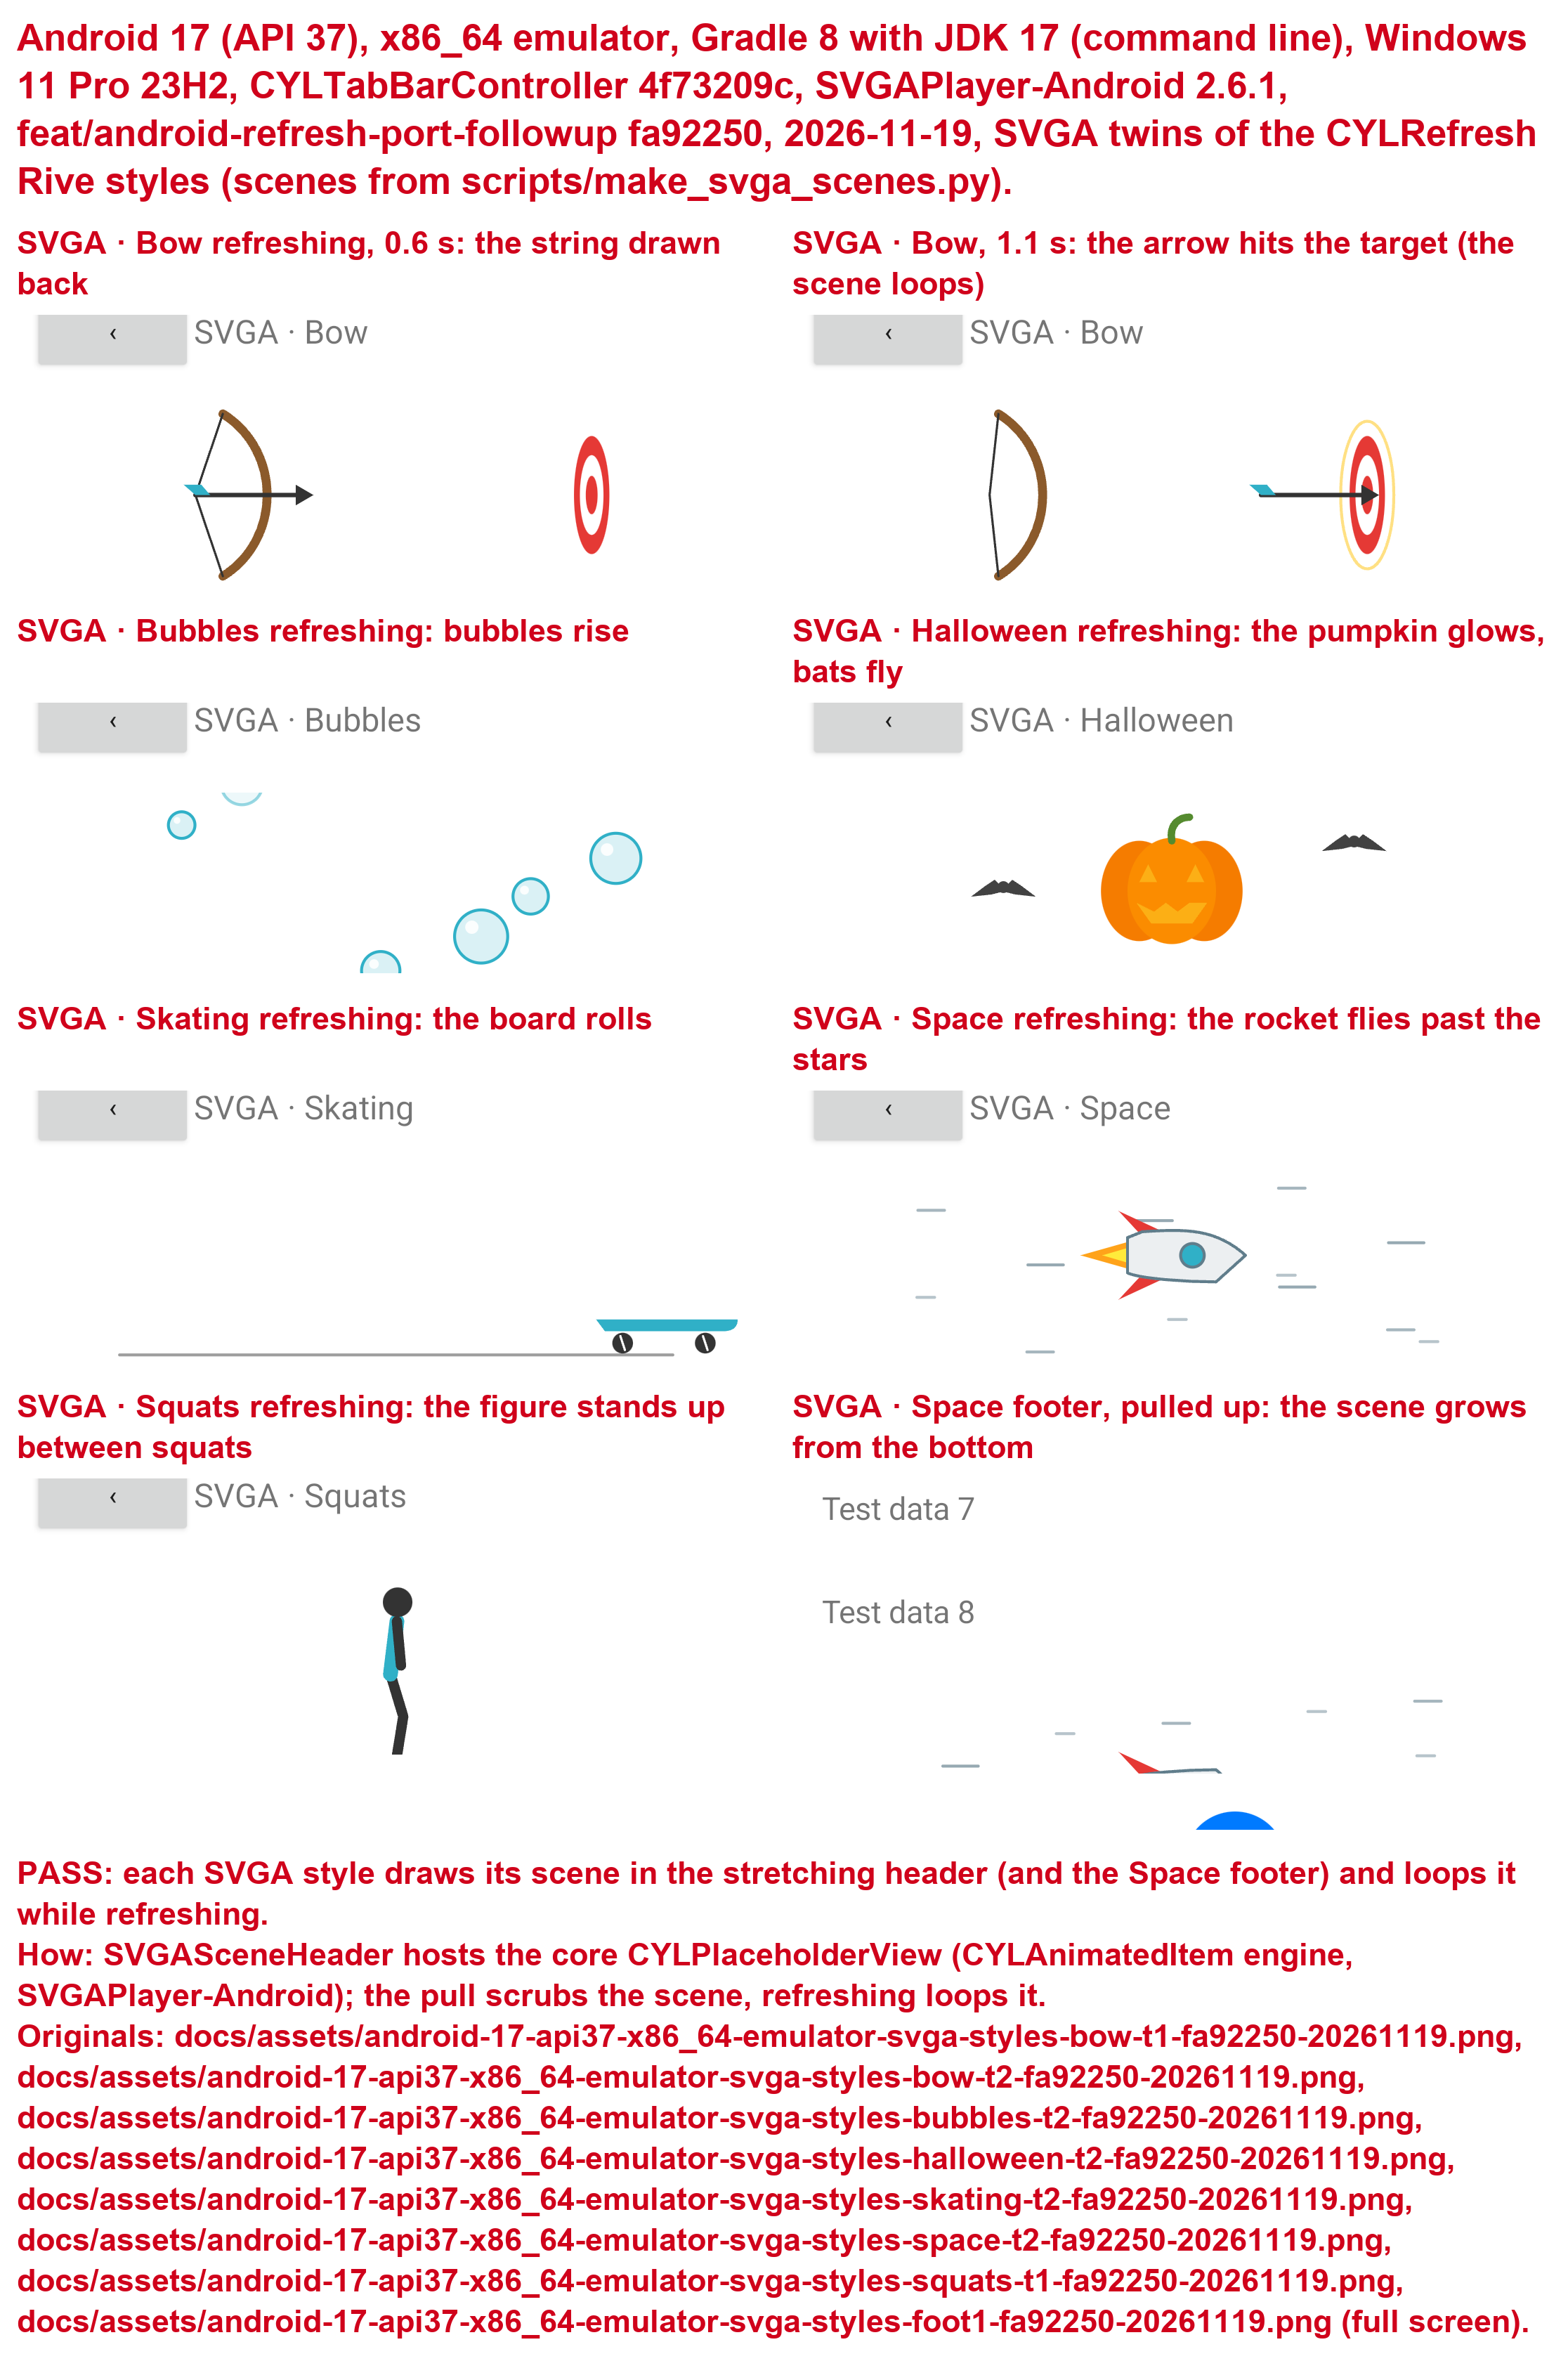 Android 17 (API 37), x86_64 emulator, Gradle 8 with JDK 17 (command line), Windows
11 Pro 23H2, CYLTabBarController 4f73209c, SVGAPlayer-Android 2.6.1,
feat/android-refresh-port-followup fa92250, 2026-11-19, SVGA twins of the CYLRefresh
Rive styles (scenes from scripts/make_svga_scenes.py).
SVGA · Bow refreshing, 0.6 s: the string drawn
back
‹ SVGA · Bow
SVGA · Bow, 1.1 s: the arrow hits the target (the
scene loops)
‹ SVGA · Bow
SVGA · Bubbles refreshing: bubbles rise
‹ SVGA · Bubbles
SVGA · Halloween refreshing: the pumpkin glows,
bats fly
‹ SVGA · Halloween
SVGA · Skating refreshing: the board rolls
‹ SVGA · Skating
SVGA · Space refreshing: the rocket flies past the
stars
‹ SVGA · Space
SVGA · Squats refreshing: the figure stands up
between squats
‹ SVGA · Squats
SVGA · Space footer, pulled up: the scene grows
from the bottom
Test data 7
Test data 8
PASS: each SVGA style draws its scene in the stretching header (and the Space footer) and loops it
while refreshing.
How: SVGASceneHeader hosts the core CYLPlaceholderView (CYLAnimatedItem engine,
SVGAPlayer-Android); the pull scrubs the scene, refreshing loops it.
Originals: docs/assets/android-17-api37-x86_64-emulator-svga-styles-bow-t1-fa92250-20261119.png,
docs/assets/android-17-api37-x86_64-emulator-svga-styles-bow-t2-fa92250-20261119.png,
docs/assets/android-17-api37-x86_64-emulator-svga-styles-bubbles-t2-fa92250-20261119.png,
docs/assets/android-17-api37-x86_64-emulator-svga-styles-halloween-t2-fa92250-20261119.png,
docs/assets/android-17-api37-x86_64-emulator-svga-styles-skating-t2-fa92250-20261119.png,
docs/assets/android-17-api37-x86_64-emulator-svga-styles-space-t2-fa92250-20261119.png,
docs/assets/android-17-api37-x86_64-emulator-svga-styles-squats-t1-fa92250-20261119.png,
docs/assets/android-17-api37-x86_64-emulator-svga-styles-foot1-fa92250-20261119.png (full screen).